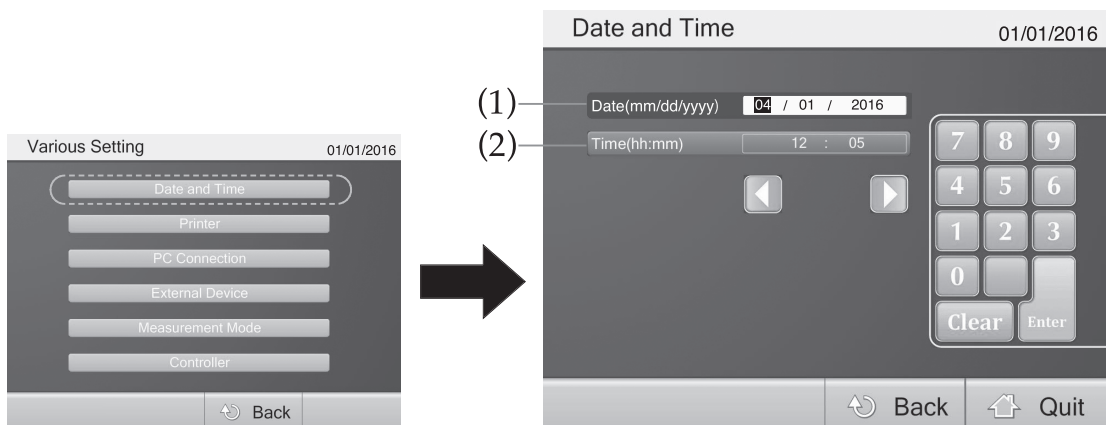 Various Setting 01/01/2016
Date and Time
Printer
PC Connection
External Device
Measurement Mode
Controller
Back
Date and Time 01/01/2016
(1) Date(mm/dd/yyyy) 04 / 01 / 2016
(2) Time(hh:mm) 12 : 05
7 8 9
4 5 6
1 2 3
0
Clear Enter
Back Quit